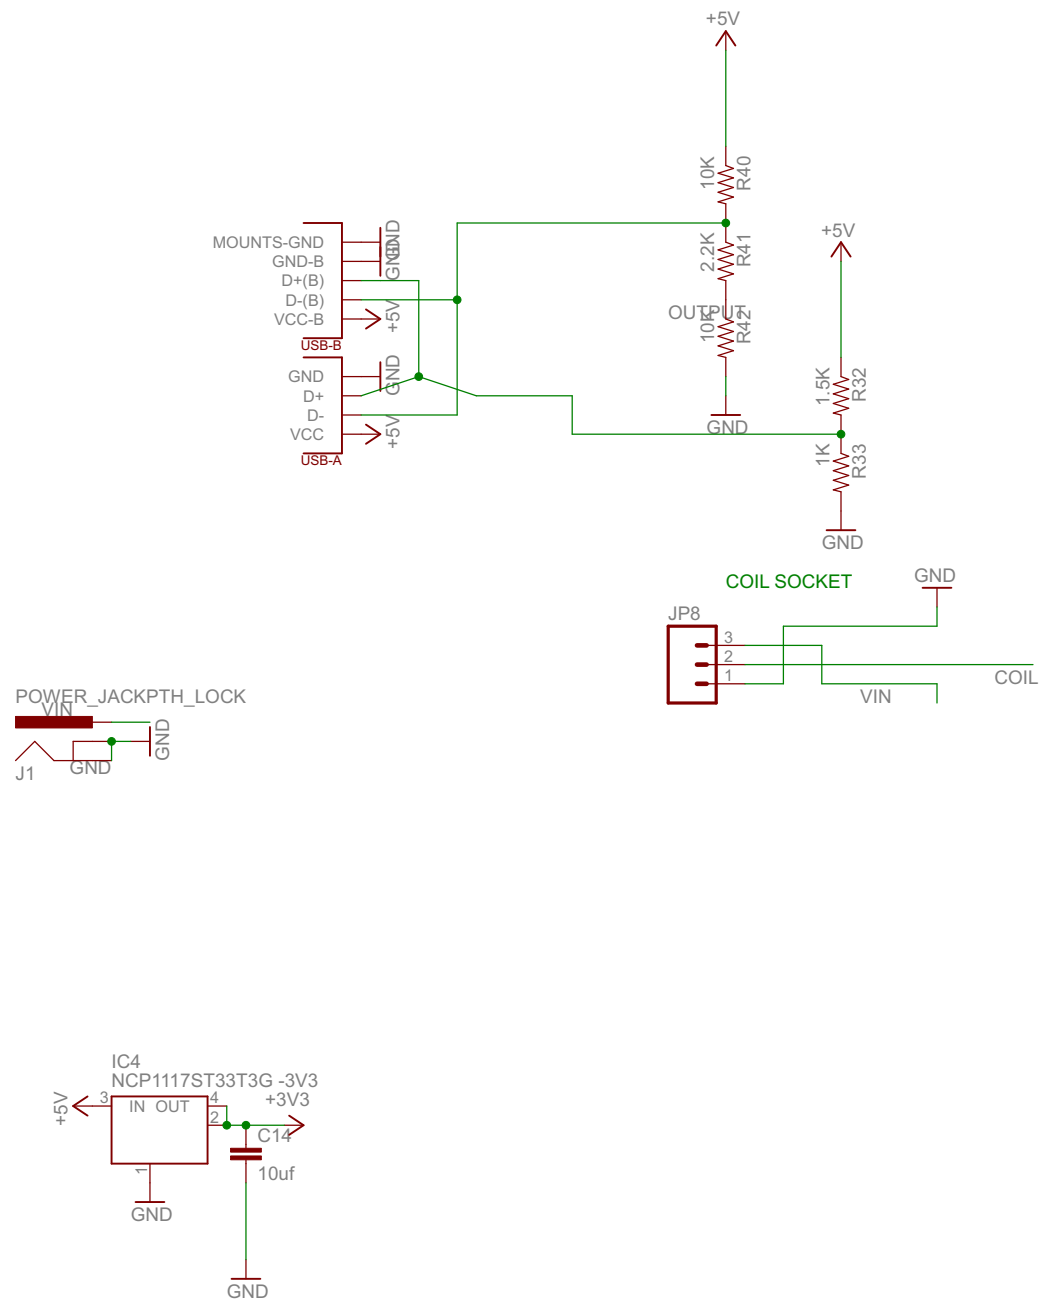 +5V
10K
R40
2.2K
R41
OUTPUT
10K
R42
GND
+5V
1.5K
R32
1K
R33
GND
MOUNTS-GND
GND
GND-B
GND
D+(B)
D-(B)
VCC-B
+5V
USB-B
GND
GND
D+
D-
VCC
+5V
USB-A
COIL SOCKET
GND
JP8
3
2
1
COIL
VIN
POWER_JACKPTH_LOCK
VIN
GND
GND
J1
IC4
NCP1117ST33T3G -3V3
+3V3
+5V
3
IN OUT
4
2
1
C14
10uf
GND
GND